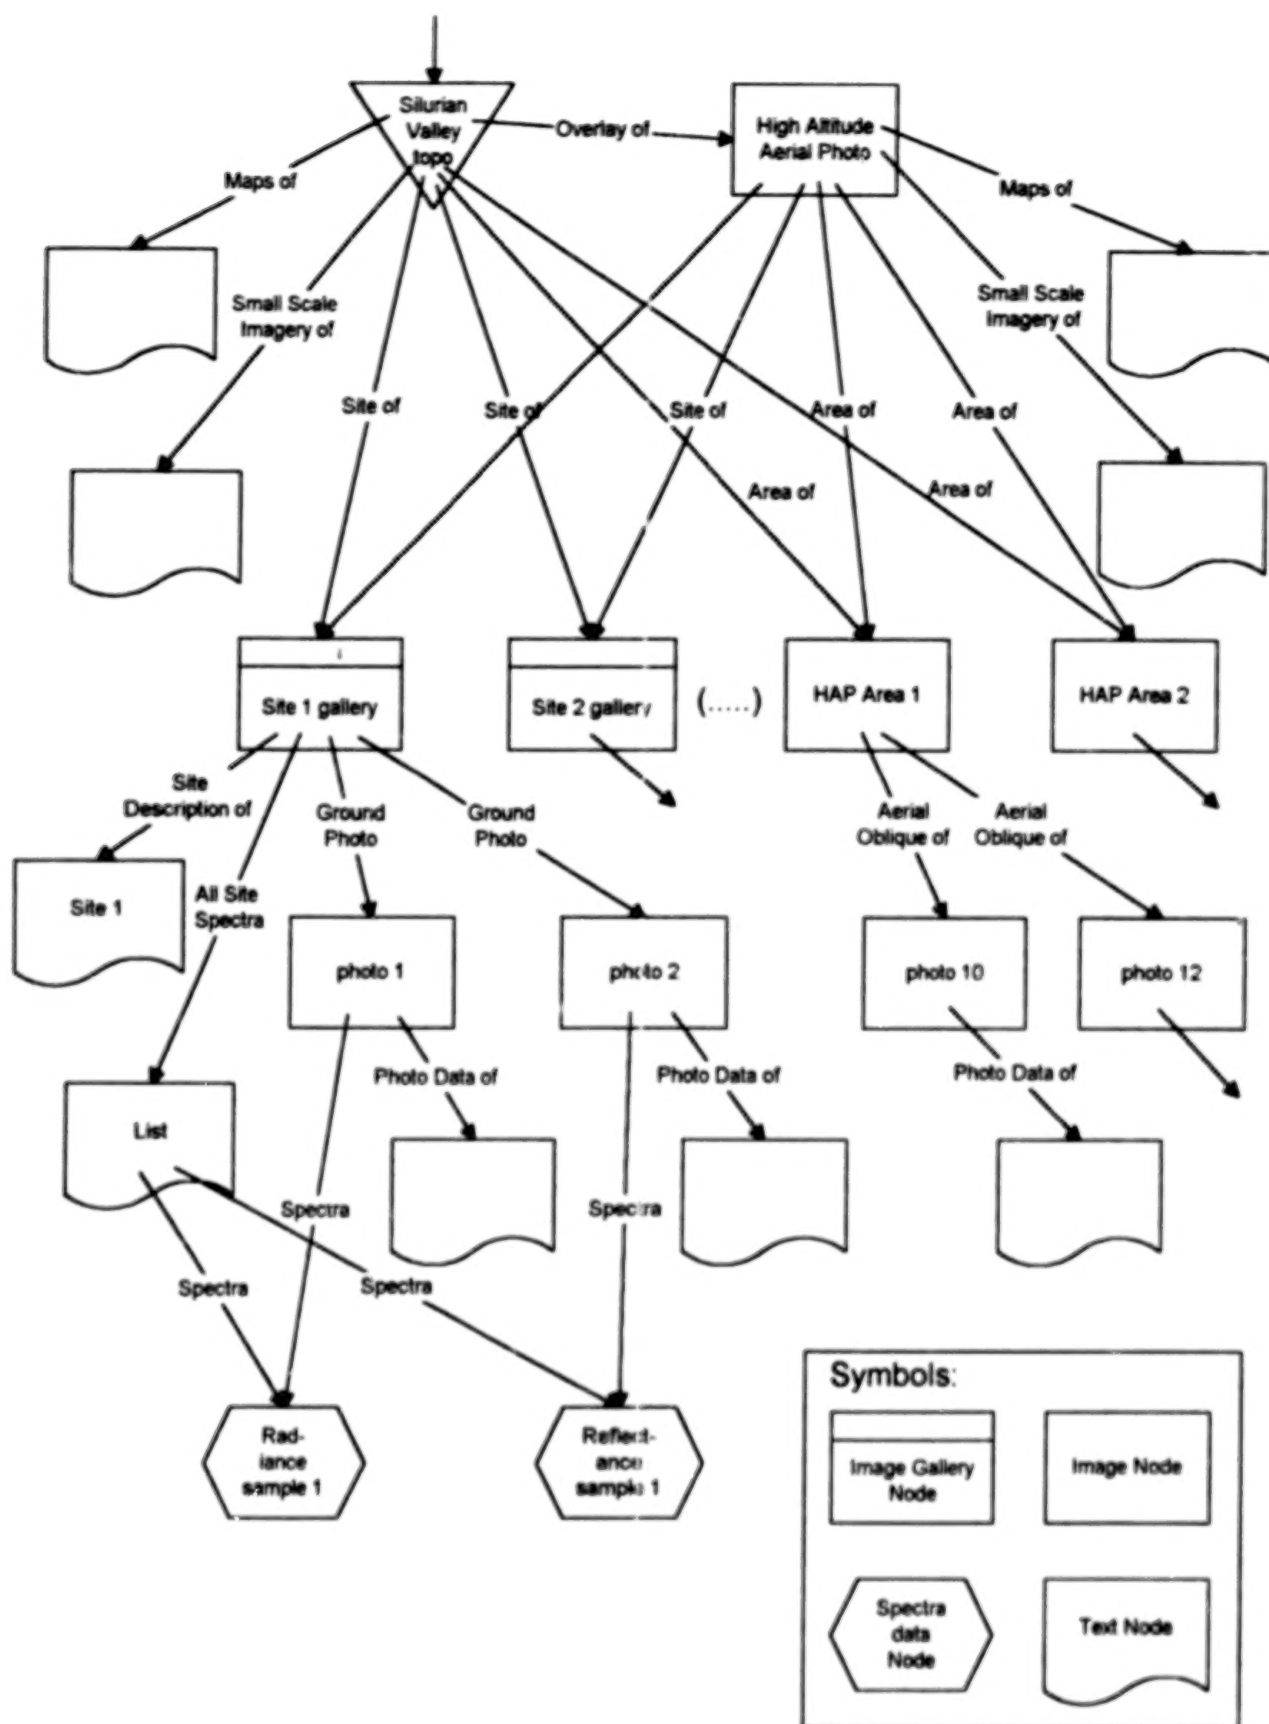 Silurian
Valley
topo
Overlay of
High Altitude
Aerial Photo
Maps of
Maps of
Small Scale
Imagery of
Small Scale
Imagery of
Site of
Site of
Site of
Area of
Area of
Area of
Area of
Site 1 gallery
Site 2 gallery
(.....)
HAP Area 1
HAP Area 2
Site
Description of
Ground
Photo
Ground
Photo
Aerial
Oblique of
Aerial
Oblique of
Site 1
All Site
Spectra
photo 1
photo 2
photo 10
photo 12
Photo Data of
Photo Data of
Photo Data of
List
Spectra
Spectra
Spectra
Spectra
Rad-
iance
sample 1
Reflect-
ance
sample 1
Symbols:
Image Gallery
Node
Image Node
Spectra
data
Node
Text Node